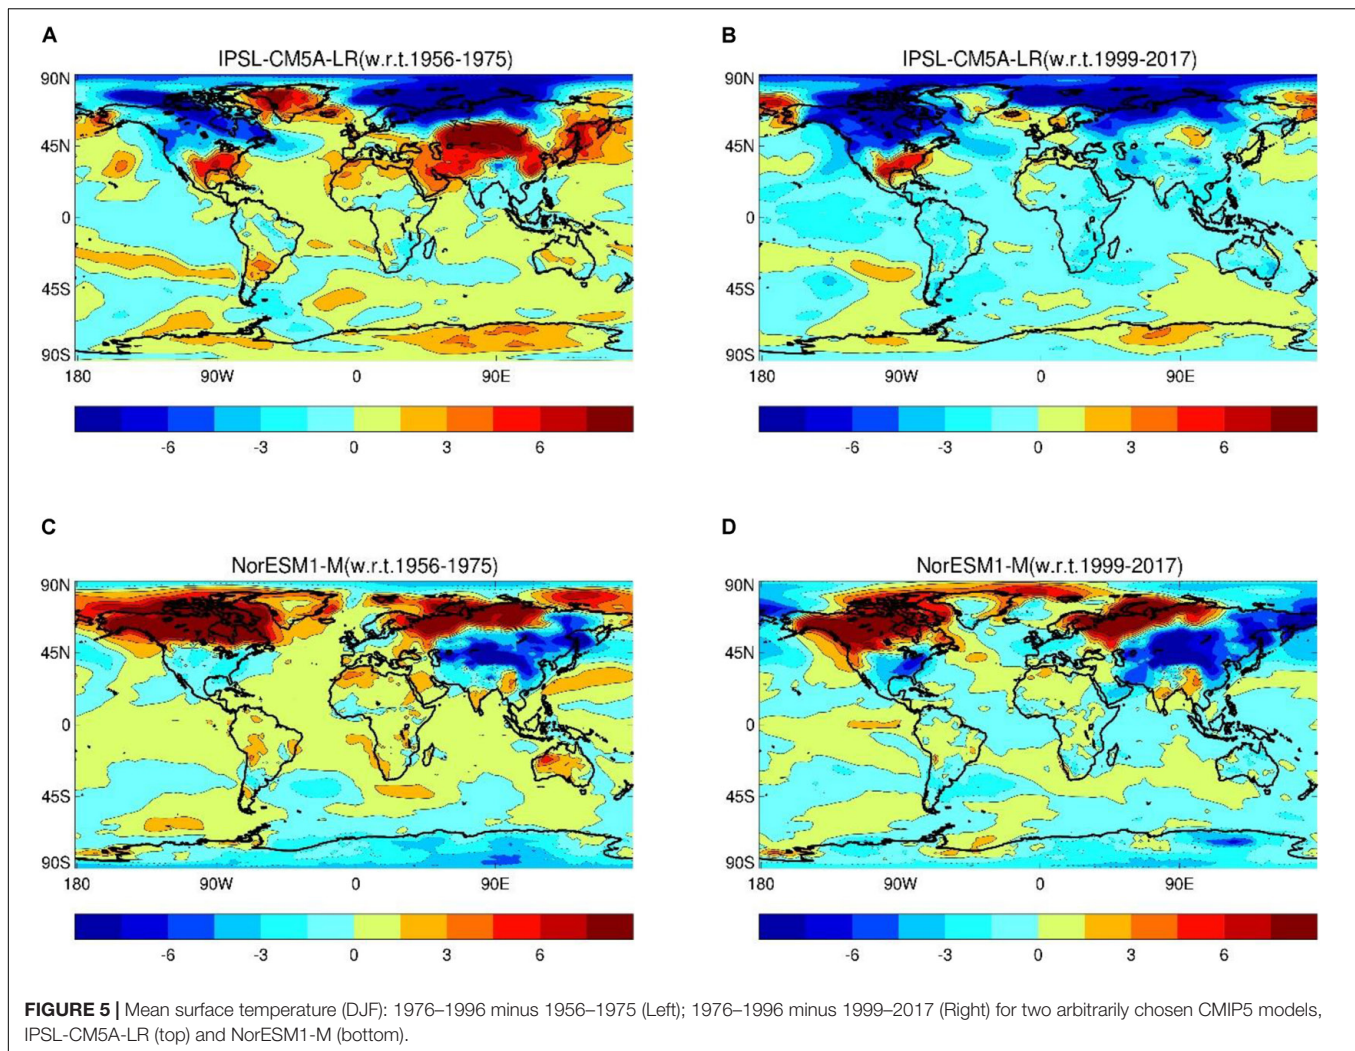 A
IPSL-CM5A-LR(w.r.t.1956-1975)
90N
45N
0
45S
90S
180 90W 0 90E
-6 -3 0 3 6
B
IPSL-CM5A-LR(w.r.t.1999-2017)
90N
45N
0
45S
90S
180 90W 0 90E
-6 -3 0 3 6
C
NorESM1-M(w.r.t.1956-1975)
90N
45N
0
45S
90S
180 90W 0 90E
-6 -3 0 3 6
D
NorESM1-M(w.r.t.1999-2017)
90N
45N
0
45S
90S
180 90W 0 90E
-6 -3 0 3 6
FIGURE 5 | Mean surface temperature (DJF): 1976–1996 minus 1956–1975 (Left); 1976–1996 minus 1999–2017 (Right) for two arbitrarily chosen CMIP5 models,
IPSL-CM5A-LR (top) and NorESM1-M (bottom).